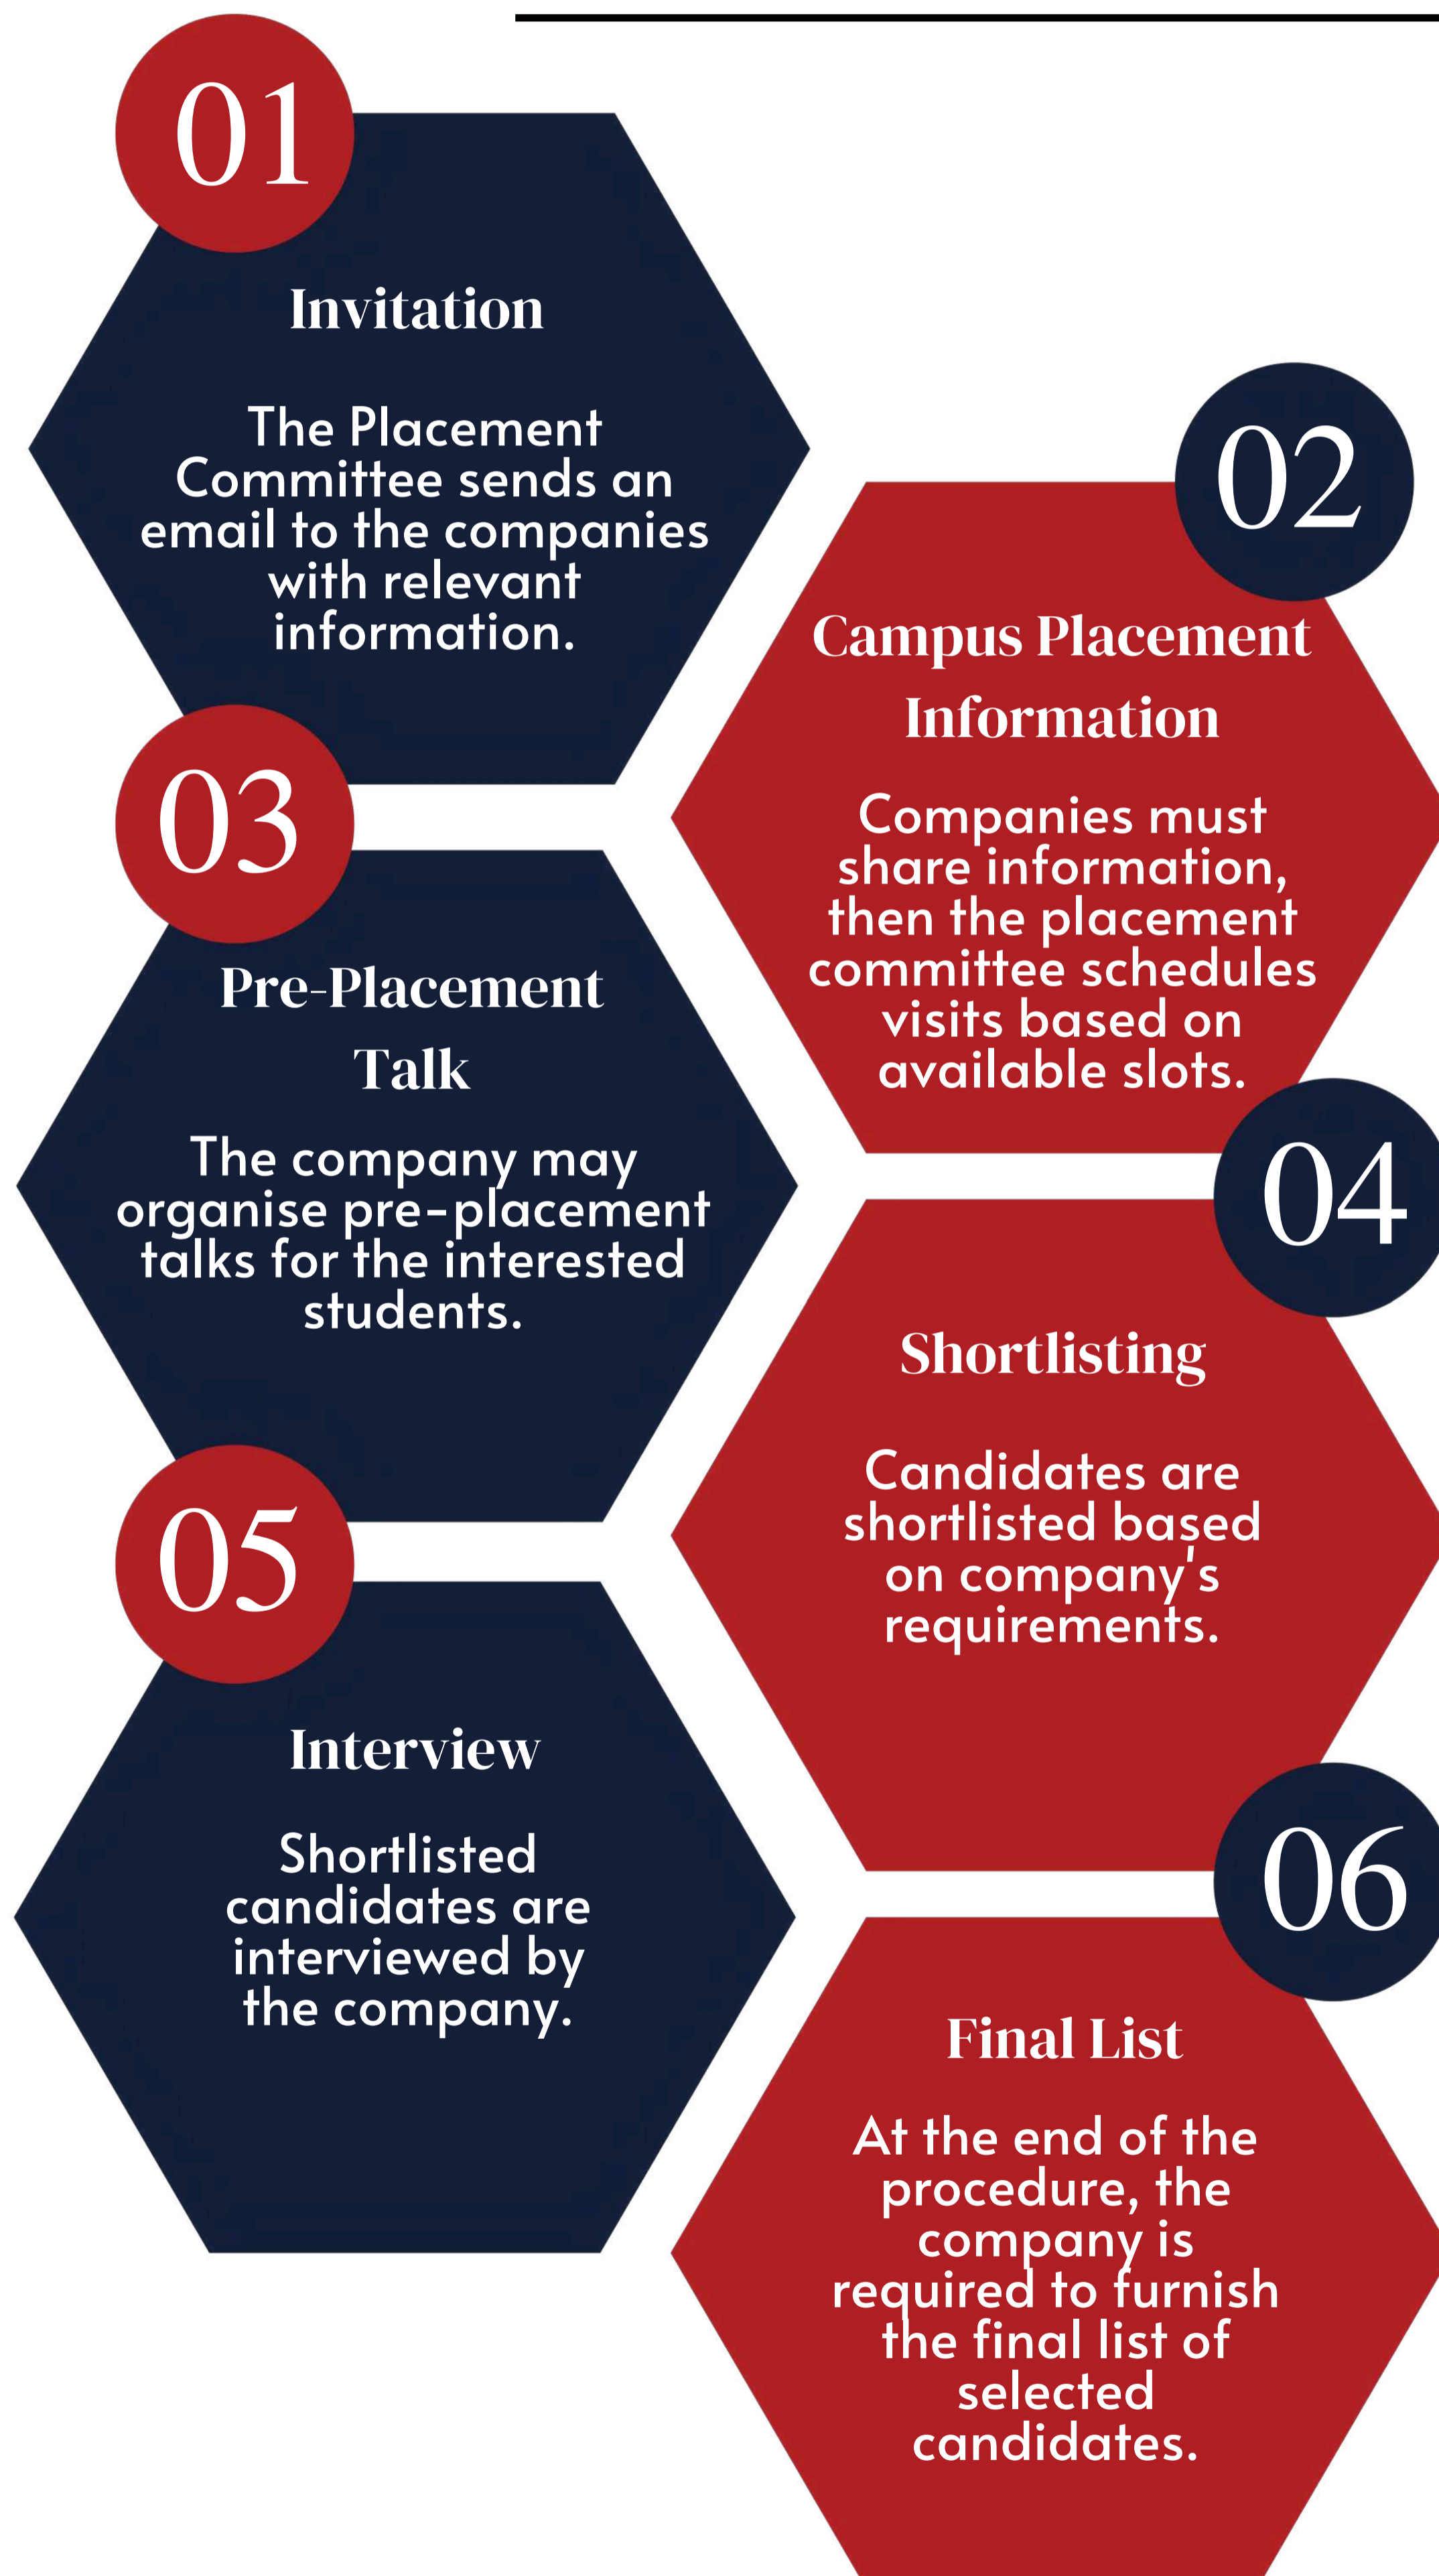 01
Invitation
The Placement
Committee sends an
email to the companies
with relevant
information.
02
Campus Placement
Information
Companies must
share information,
then the placement
committee schedules
visits based on
available slots.
03
Pre-Placement
Talk
The company may
organise pre-placement
talks for the interested
students.
04
Shortlisting
Candidates are
shortlisted based
on company's
requirements.
05
Interview
Shortlisted
candidates are
interviewed by
the company.
06
Final List
At the end of the
procedure, the
company is
required to furnish
the final list of
selected
candidates.